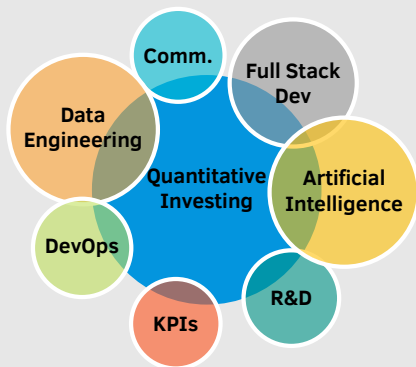 Comm.
Full Stack
Dev
Data
Engineering
Quantitative
Investing
Artificial
Intelligence
DevOps
R&D
KPIs